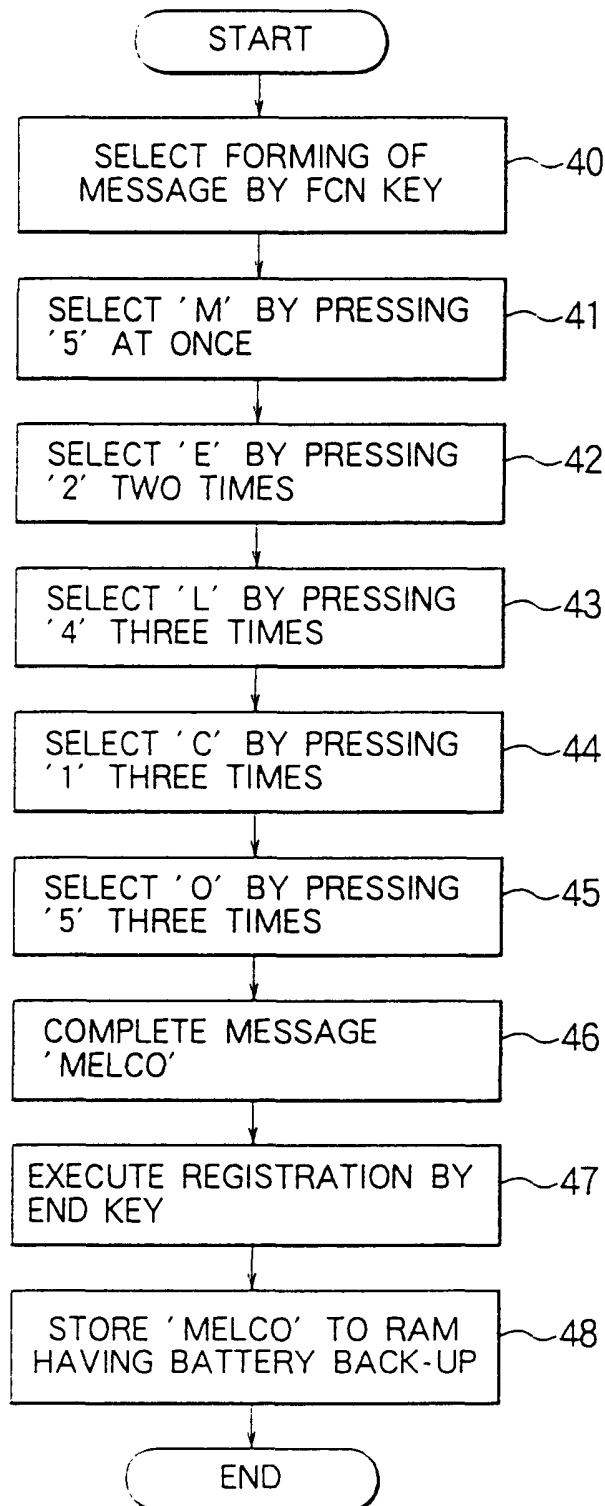 START
SELECT FORMING OF
MESSAGE BY FCN KEY
40
SELECT 'M' BY PRESSING
'5' AT ONCE
41
SELECT 'E' BY PRESSING
'2' TWO TIMES
42
SELECT 'L' BY PRESSING
'4' THREE TIMES
43
SELECT 'C' BY PRESSING
'1' THREE TIMES
44
SELECT 'O' BY PRESSING
'5' THREE TIMES
45
COMPLETE MESSAGE
'MELCO'
46
EXECUTE REGISTRATION BY
END KEY
47
STORE 'MELCO' TO RAM
HAVING BATTERY BACK-UP
48
END